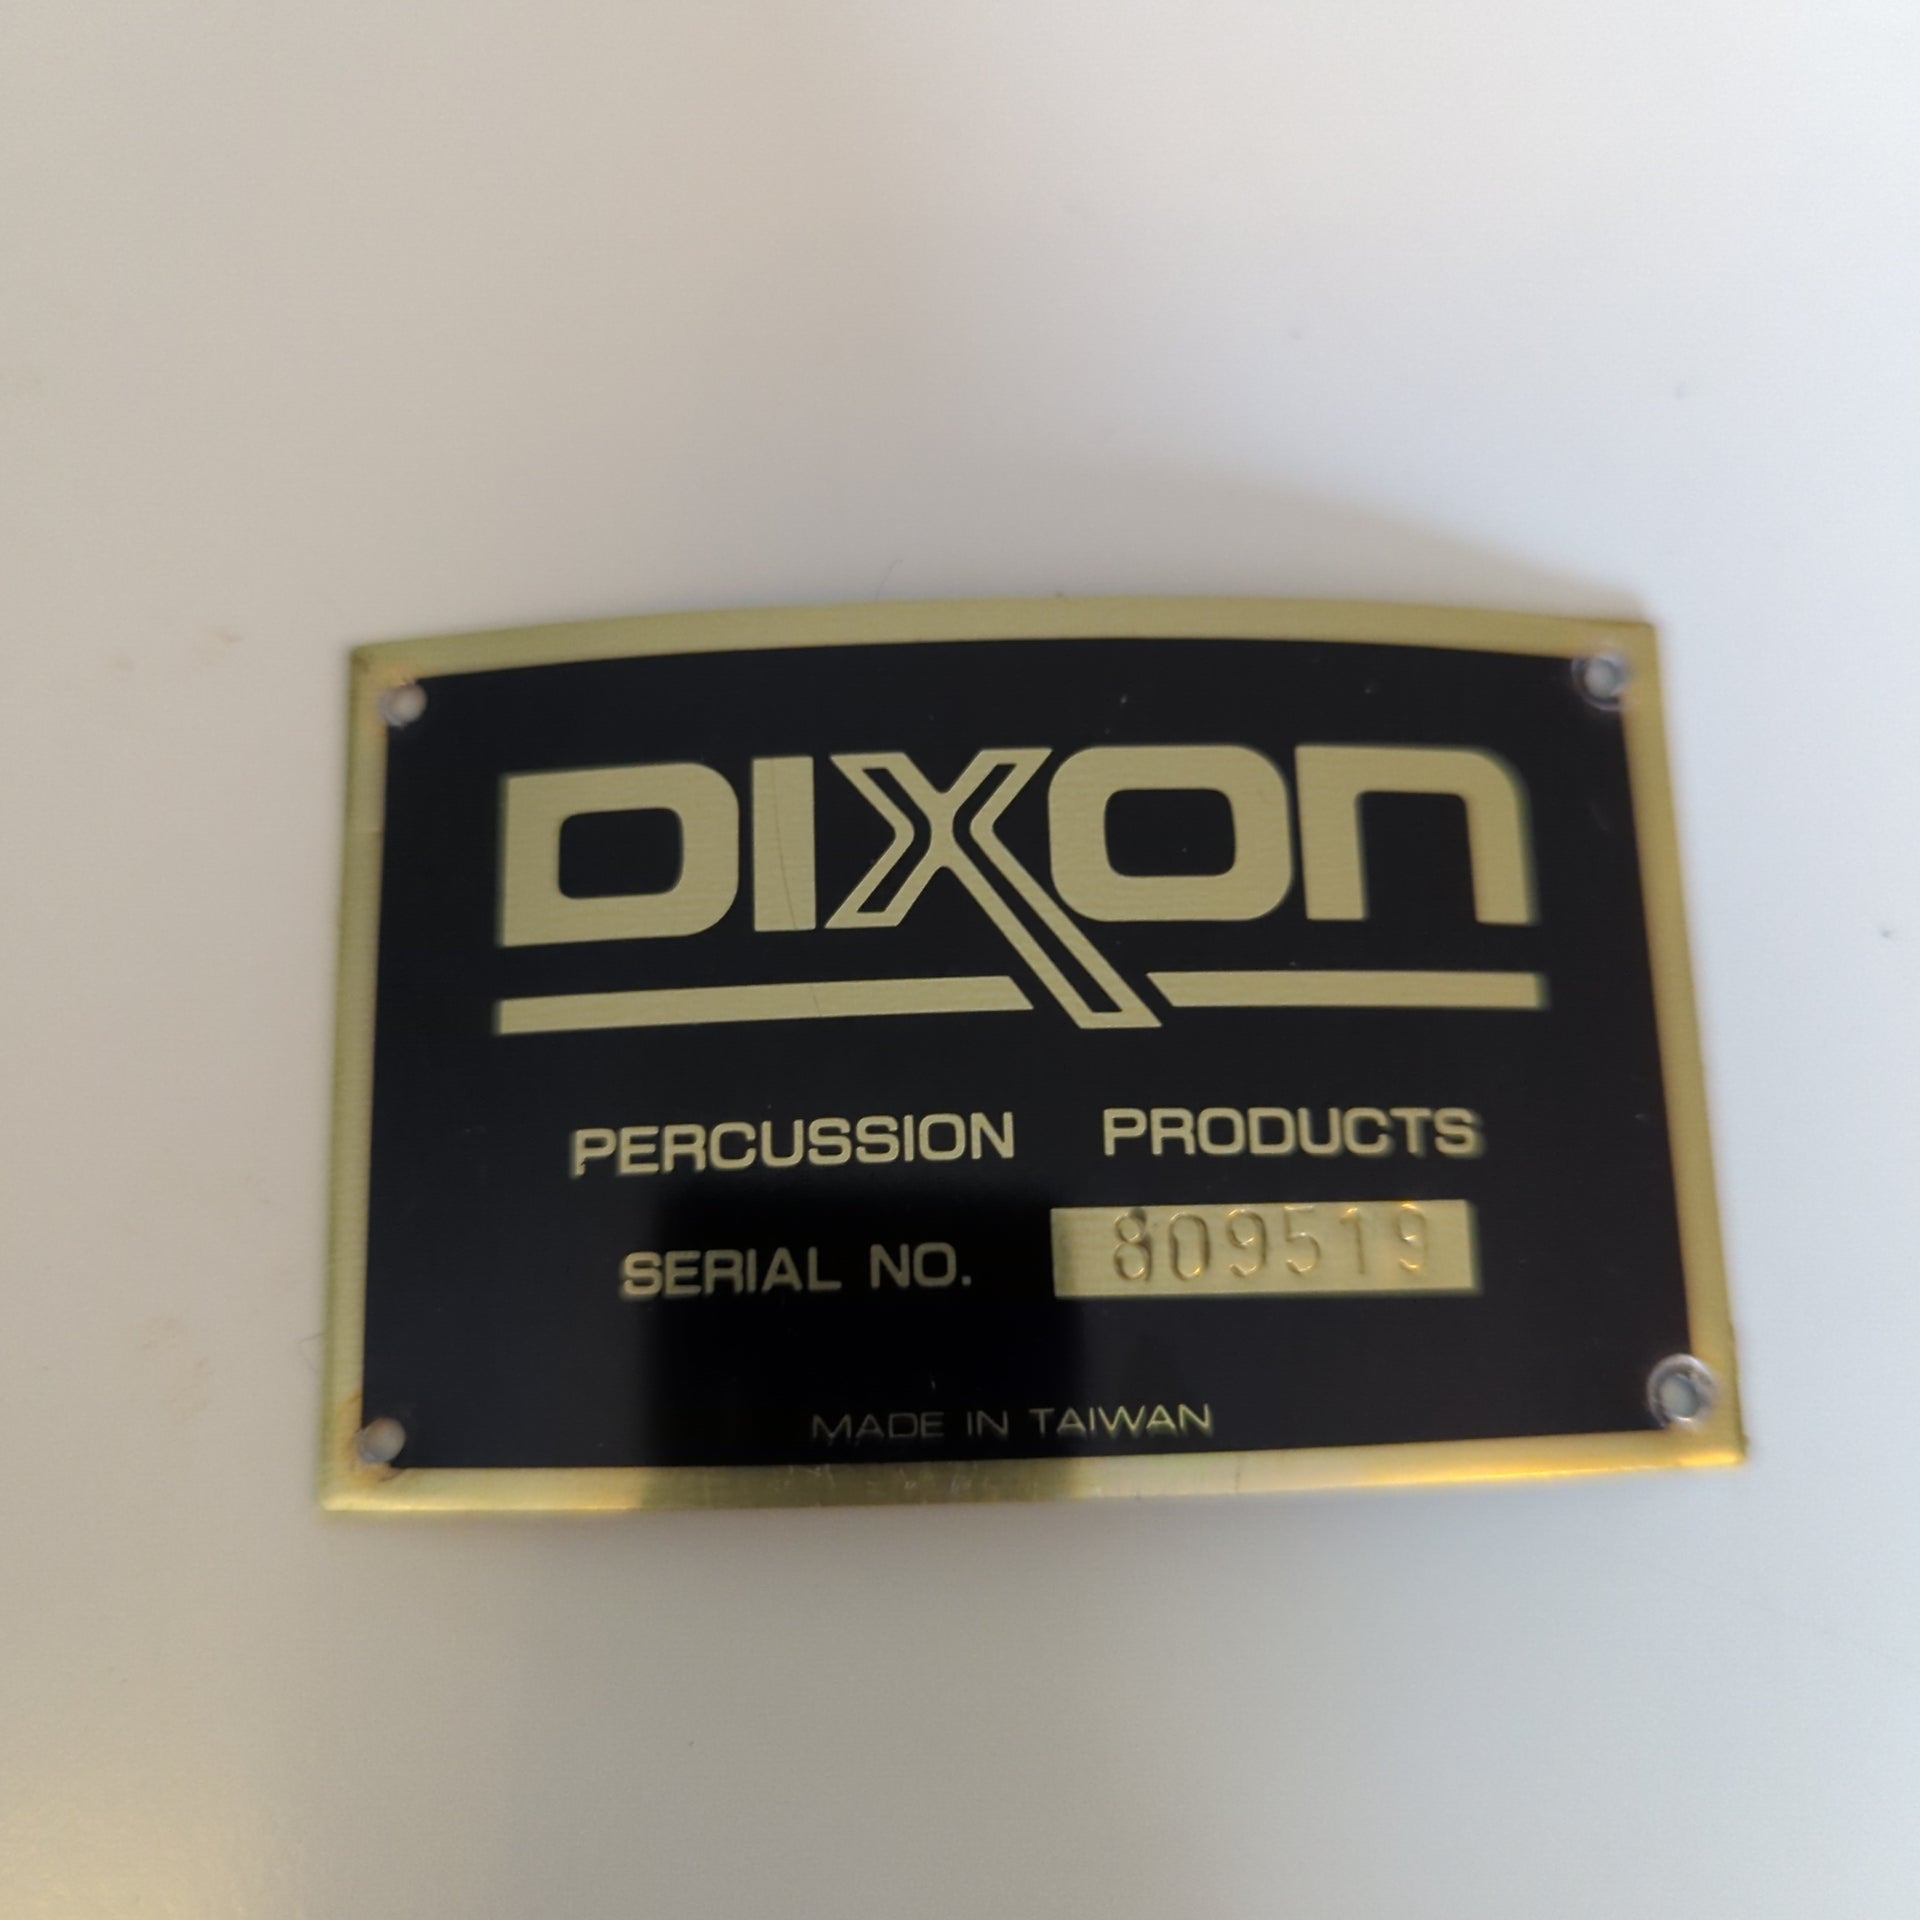 DIXON
PERCUSSION PRODUCTS
SERIAL NO. 809519
MADE IN TAIWAN